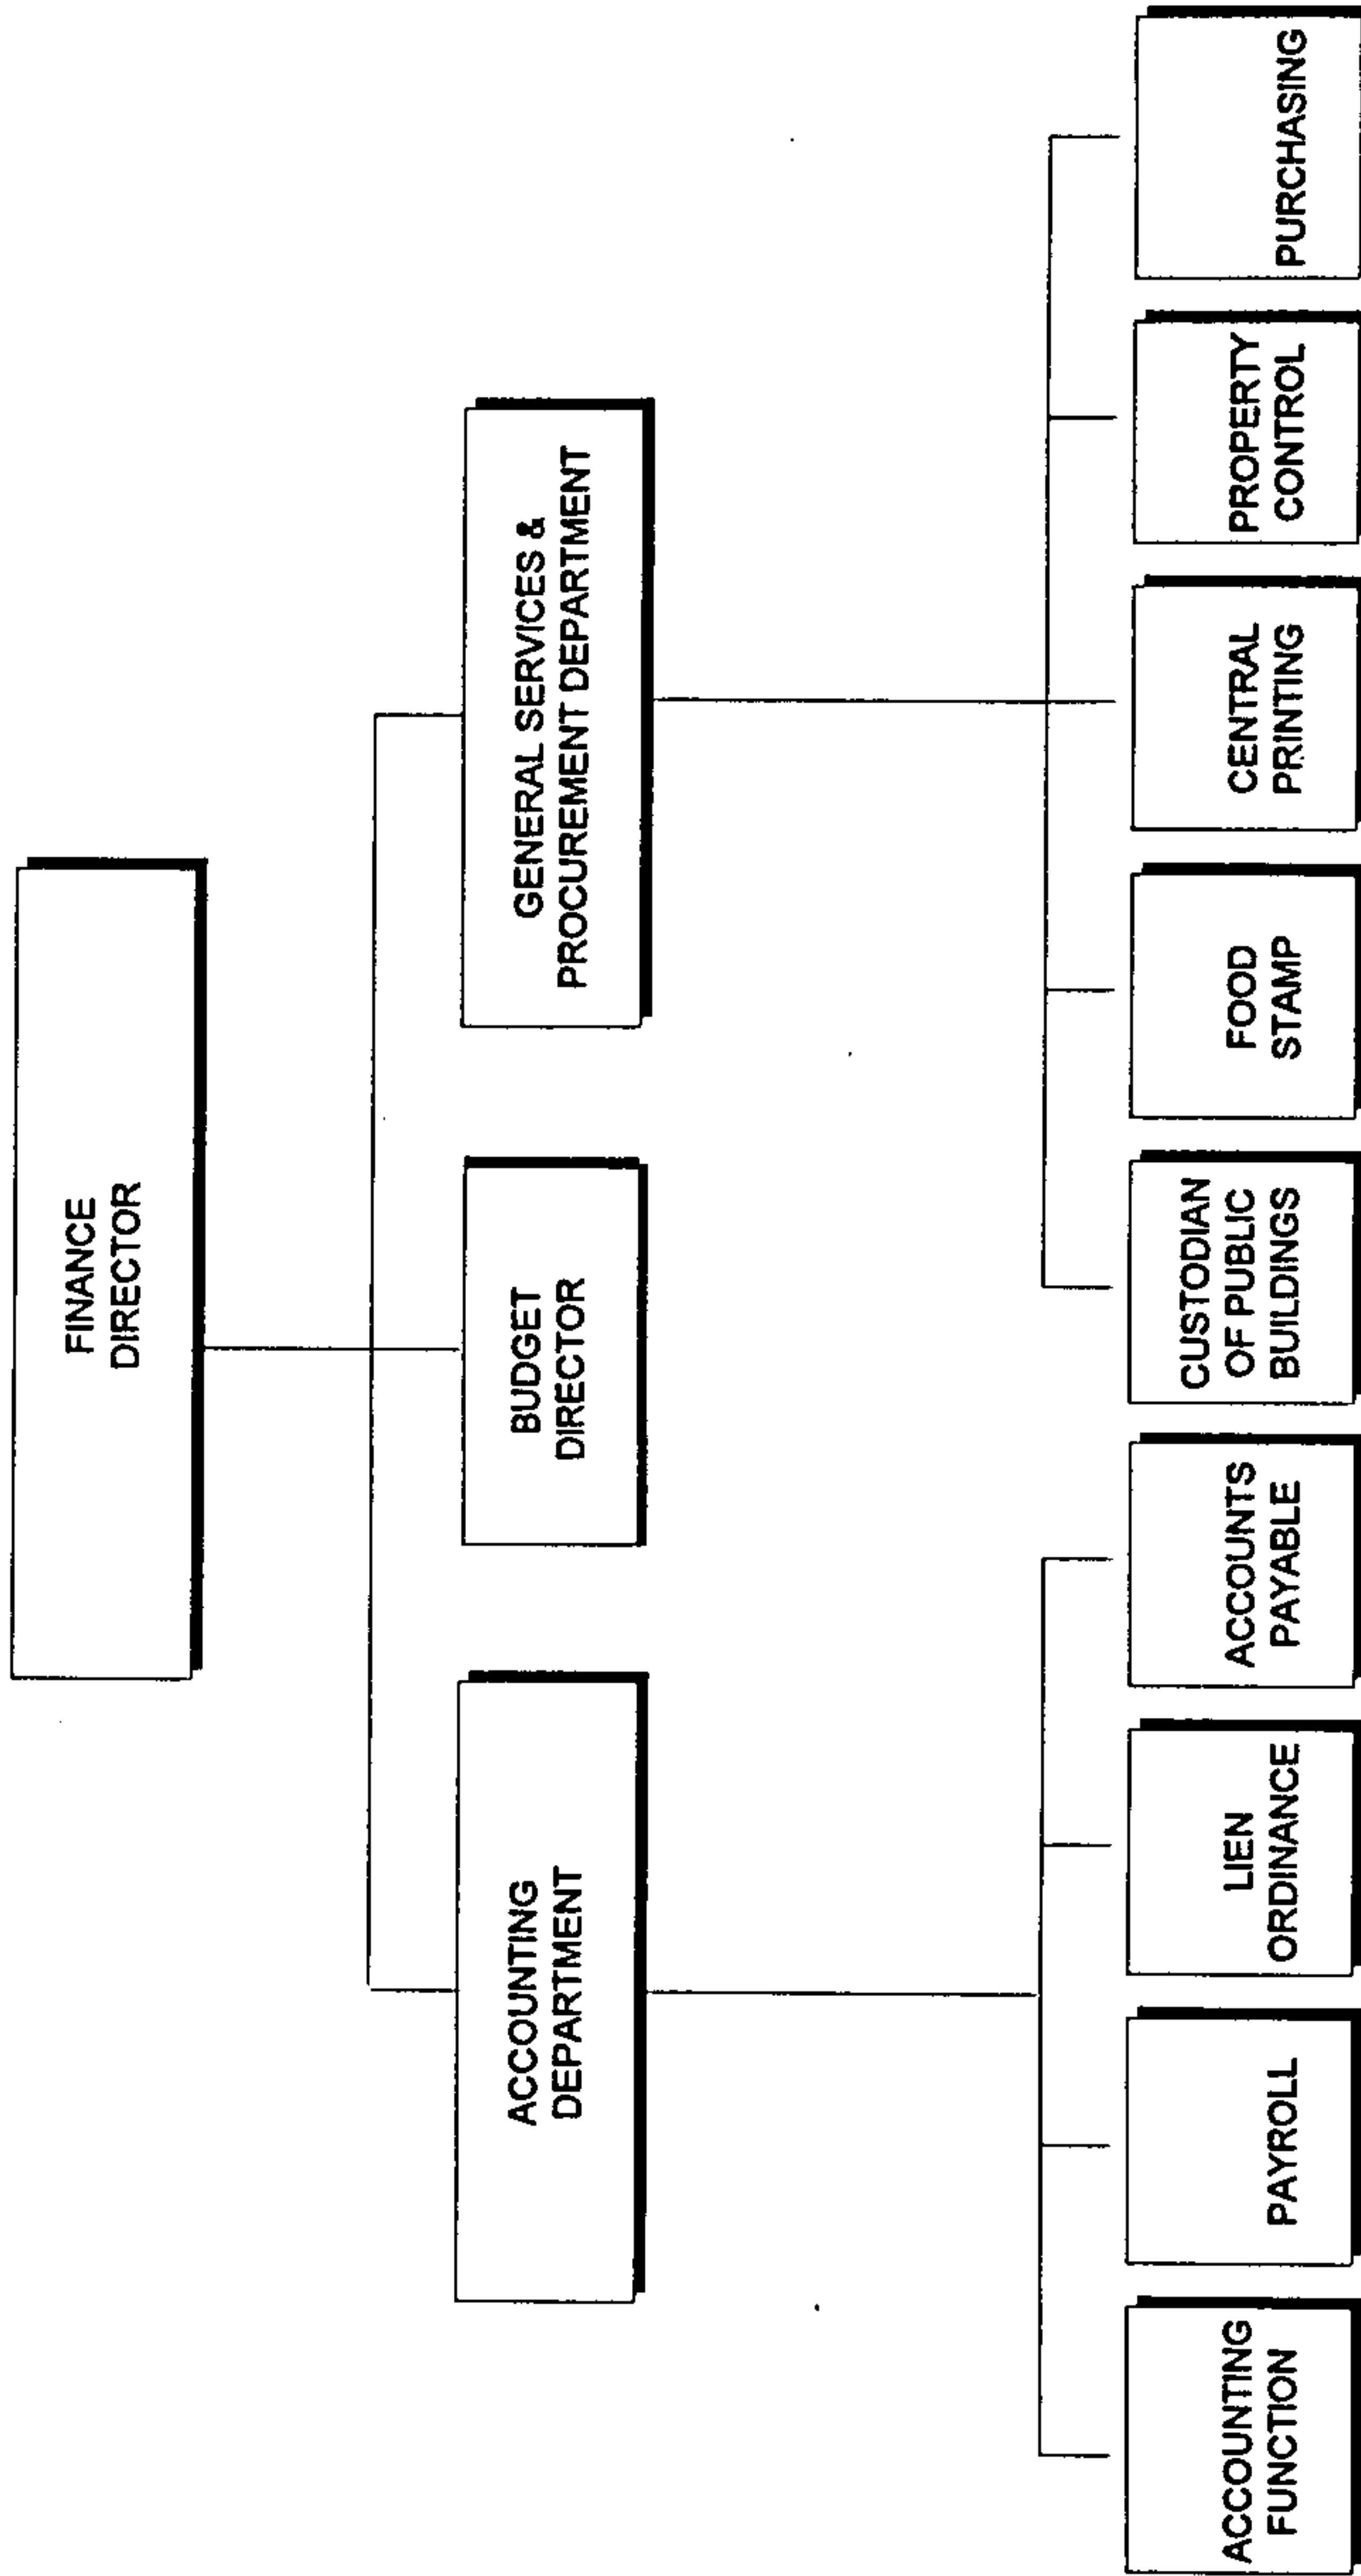 FINANCE
DIRECTOR
ACCOUNTING
DEPARTMENT
BUDGET
DIRECTOR
GENERAL SERVICES &
PROCUREMENT DEPARTMENT
ACCOUNTING
FUNCTION
PAYROLL
LIEN
ORDINANCE
ACCOUNTS
PAYABLE
CUSTODIAN
OF PUBLIC
BUILDINGS
FOOD
STAMP
CENTRAL
PRINTING
PROPERTY
CONTROL
PURCHASING